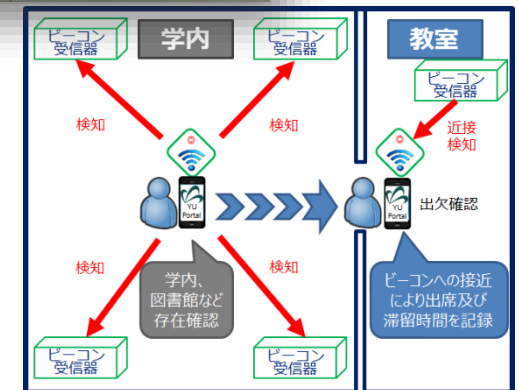 ビーコン
受信器
学内
ビーコン
受信器
教室
ビーコン
受信器
検知
検知
近接
検知
YU
Portal
YU
Portal
出欠確認
検知
検知
学内、
図書館など
存在確認
ビーコンへの接近
により出席及び
滞留時間を記録
ビーコン
受信器
ビーコン
受信器